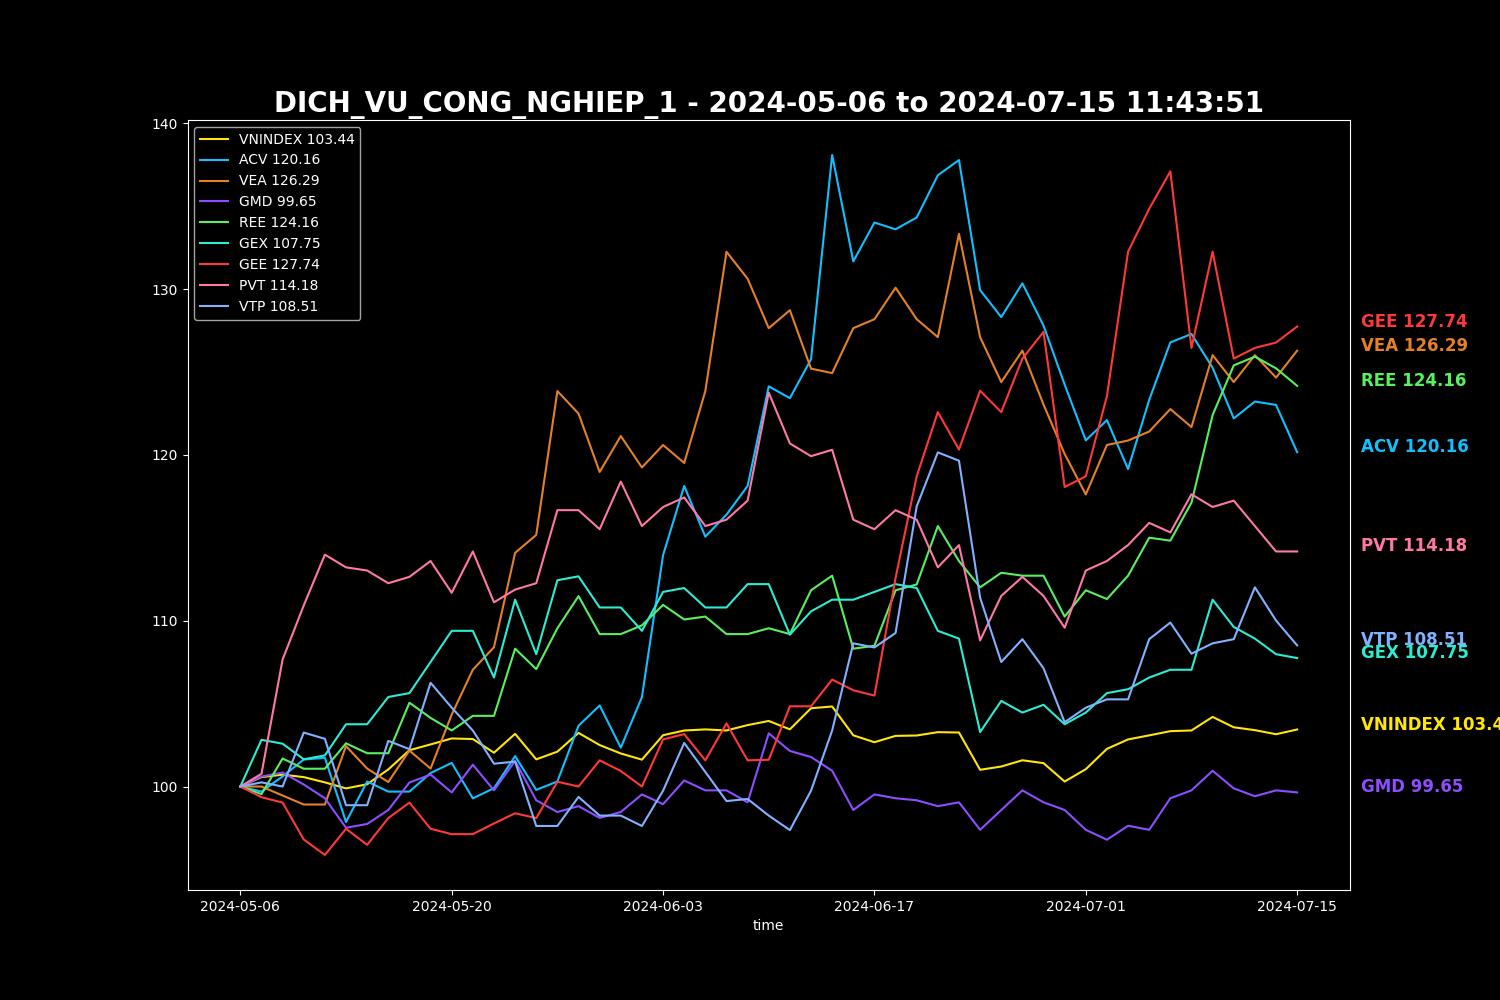 DICH_VU_CONG_NGHIEP_1 - 2024-05-06 to 2024-07-15 11:43:51
140
130
120
110
100
VNINDEX 103.44
ACV 120.16
VEA 126.29
GMD 99.65
REE 124.16
GEX 107.75
GEE 127.74
PVT 114.18
VTP 108.51
GEE 127.74
VEA 126.29
REE 124.16
ACV 120.16
PVT 114.18
VTP 108.51
GEX 107.75
VNINDEX 103.4
GMD 99.65
2024-05-06
2024-05-20
2024-06-03
2024-06-17
2024-07-01
2024-07-15
time